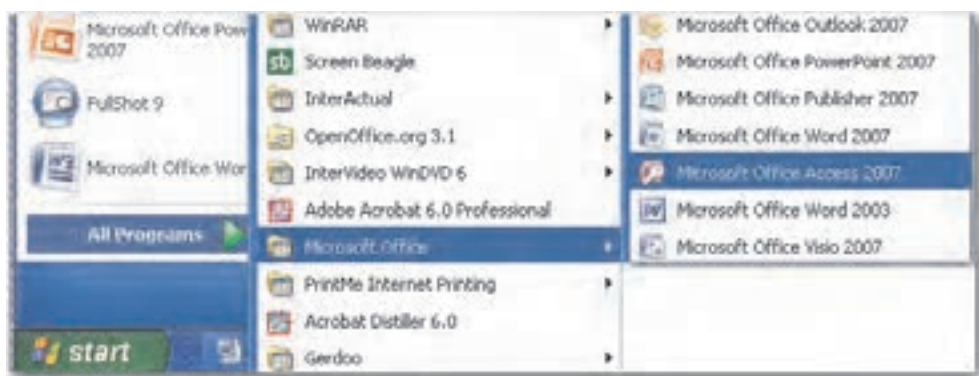 Microsoft Office Pow
2007
FullShot 9
Microsoft Office Wor
All Programs
start
WinRAR
Screen Beagle
InterActual
OpenOffice.org 3.1
InterVideo WinDVD 6
Adobe Acrobat 6.0 Professional
Microsoft Office
PrintMe Internet Printing
Acrobat Distiller 6.0
Gerdoo
Microsoft Office Outlook 2007
Microsoft Office PowerPoint 2007
Microsoft Office Publisher 2007
Microsoft Office Word 2007
Microsoft Office Access 2007
Microsoft Office Word 2003
Microsoft Office Visio 2007